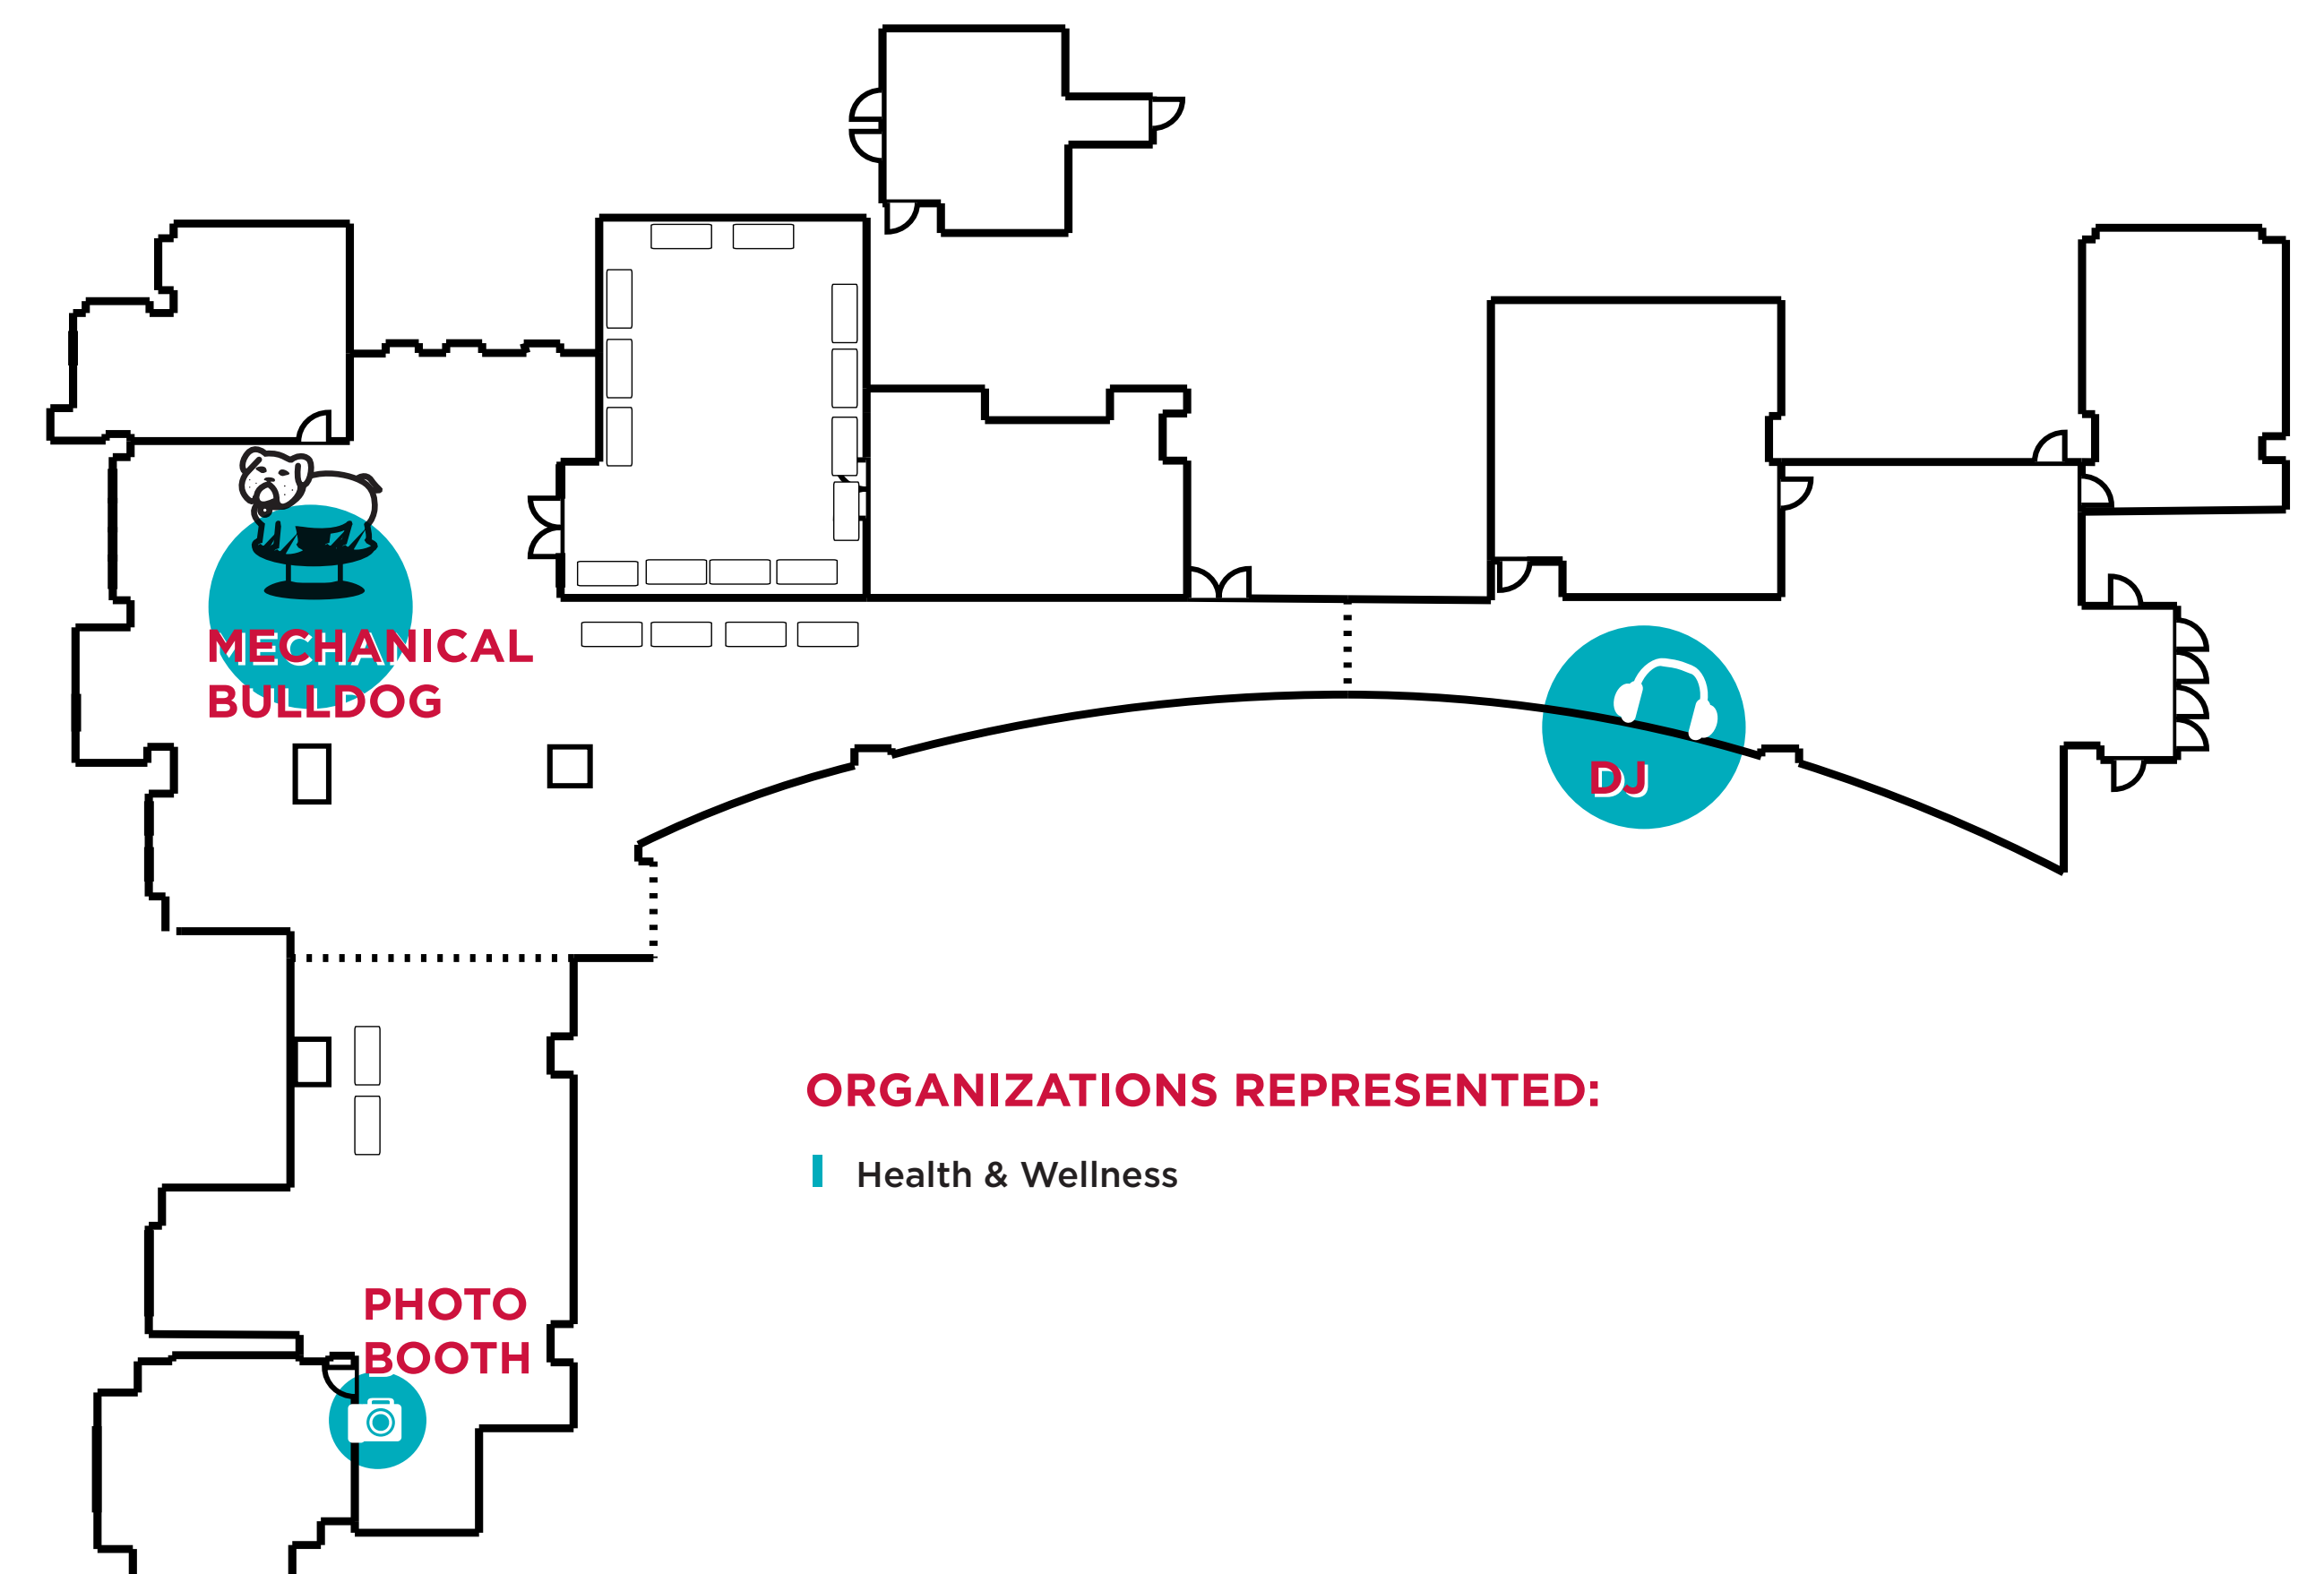 MECHANICAL
BULLDOG
DJ
ORGANIZATIONS REPRESENTED:
Health & Wellness
PHOTO
BOOTH